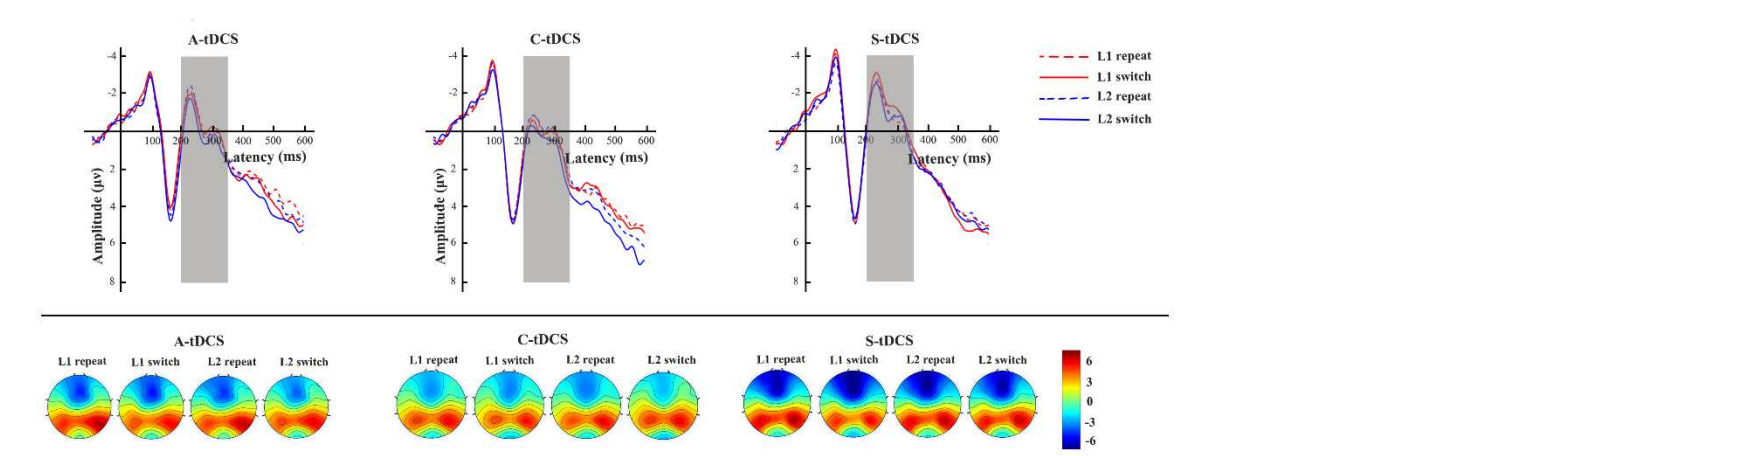 A-tDCS
C-tDCS
S-tDCS
-4
-2
2
4
6
8
100 200 300 400 500 600
Latency (ms)
Amplitude (μv)
-4
-2
2
4
6
8
100 200 300 400 500 600
Latency (ms)
Amplitude (μv)
-4
-2
2
4
6
8
100 200 300 400 500 600
Latency (ms)
L1 repeat
L1 switch
L2 repeat
L2 switch
A-tDCS
L1 repeat L1 switch L2 repeat L2 switch
C-tDCS
L1 repeat L1 switch L2 repeat L2 switch
S-tDCS
L1 repeat L1 switch L2 repeat L2 switch
6
3
0
-3
-6